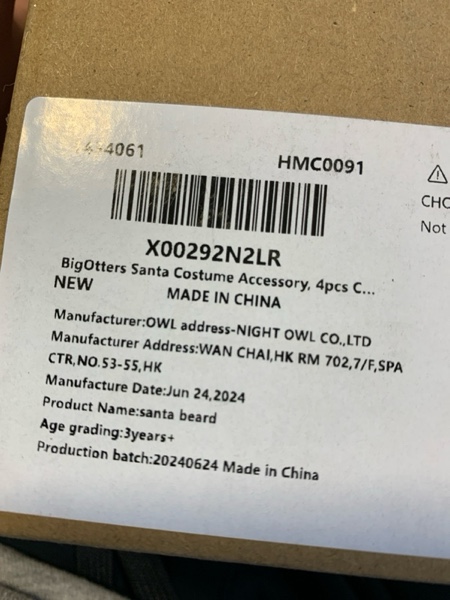 4-4061
HMC0091
CHO
Not
X00292N2LR
BigOtters Santa Costume Accessory, 4pcs C...
NEW
MADE IN CHINA
Manufacturer:OWL address-NIGHT OWL CO.,LTD
Manufacturer Address:WAN CHAI,HK RM 702,7/F,SPA
CTR,NO.53-55,HK
Manufacture Date:Jun 24,2024
Product Name:santa beard
Age grading:3years+
Production batch:20240624 Made in China